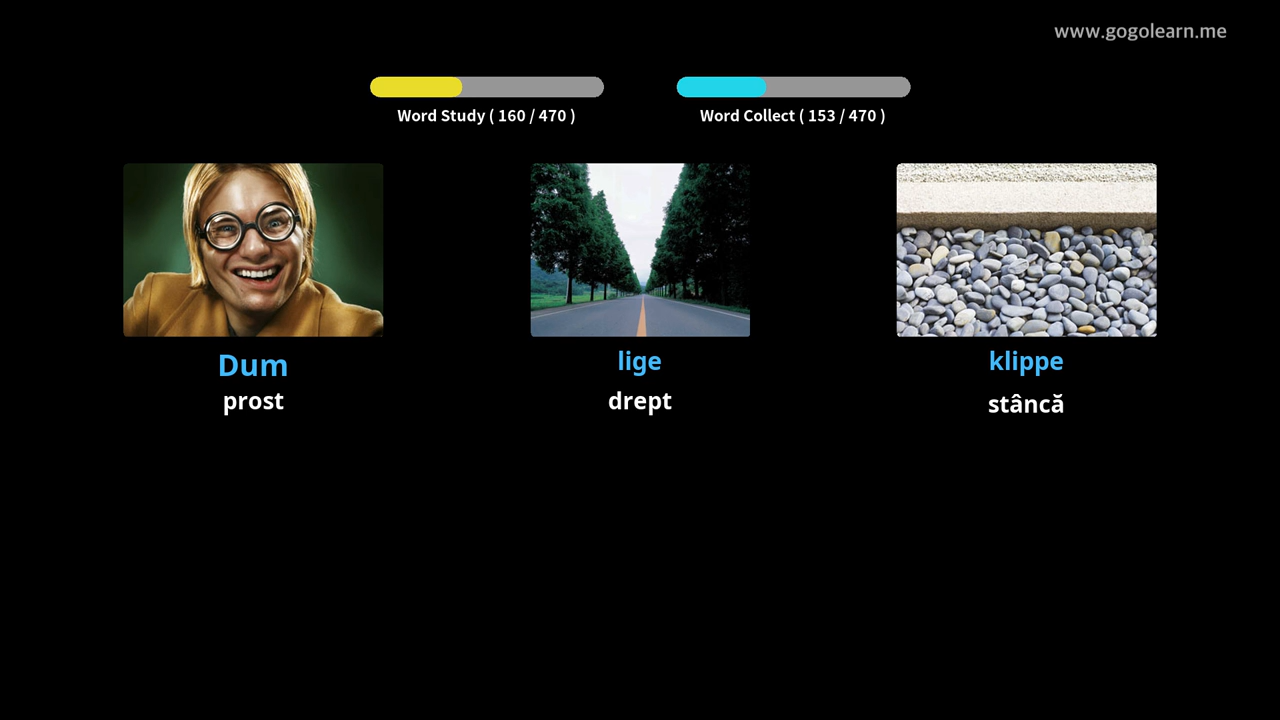 www.gogolearn.me
Word Study ( 160 / 470 )
Word Collect ( 153 / 470 )
Dum
prost
lige
drept
klippe
stâncă